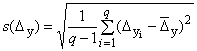 s(Δ_y) = √( 1/(q-1) Σ_{i=1}^{q} (Δ_{y_i} - Δ̅_y)² )